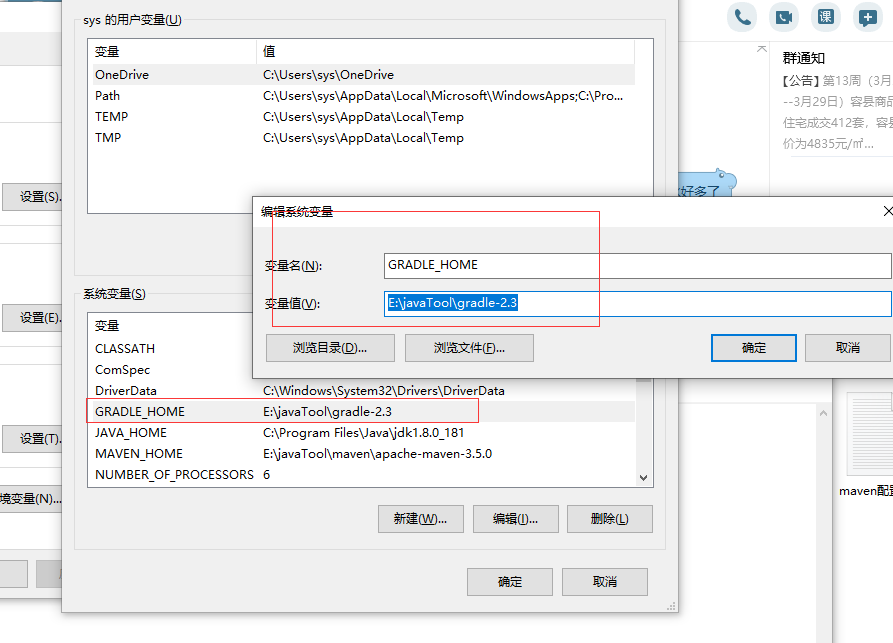 sys 的用户变量(U)
变量 值
OneDrive C:\Users\sys\OneDrive
Path C:\Users\sys\AppData\Local\Microsoft\WindowsApps;C:\Pro...
TEMP C:\Users\sys\AppData\Local\Temp
TMP C:\Users\sys\AppData\Local\Temp
课
群通知
【公告】第13周（3月
--3月29日）容县商品
住宅成交412套，容县
价为4835元/㎡...
好多了
设置(S)...
编辑系统变量
变量名(N): GRADLE_HOME
变量值(V): E:\javaTool\gradle-2.3
浏览目录(D)... 浏览文件(F)... 确定 取消
系统变量(S)
变量
CLASSATH
ComSpec
DriverData C:\Windows\System32\Drivers\DriverData
GRADLE_HOME E:\javaTool\gradle-2.3
JAVA_HOME C:\Program Files\Java\jdk1.8.0_181
MAVEN_HOME E:\javaTool\maven\apache-maven-3.5.0
NUMBER_OF_PROCESSORS 6
设置(E)...
设置(T)...
境变量(N)...
新建(W)... 编辑(I)... 删除(L)
确定 取消
maven配置